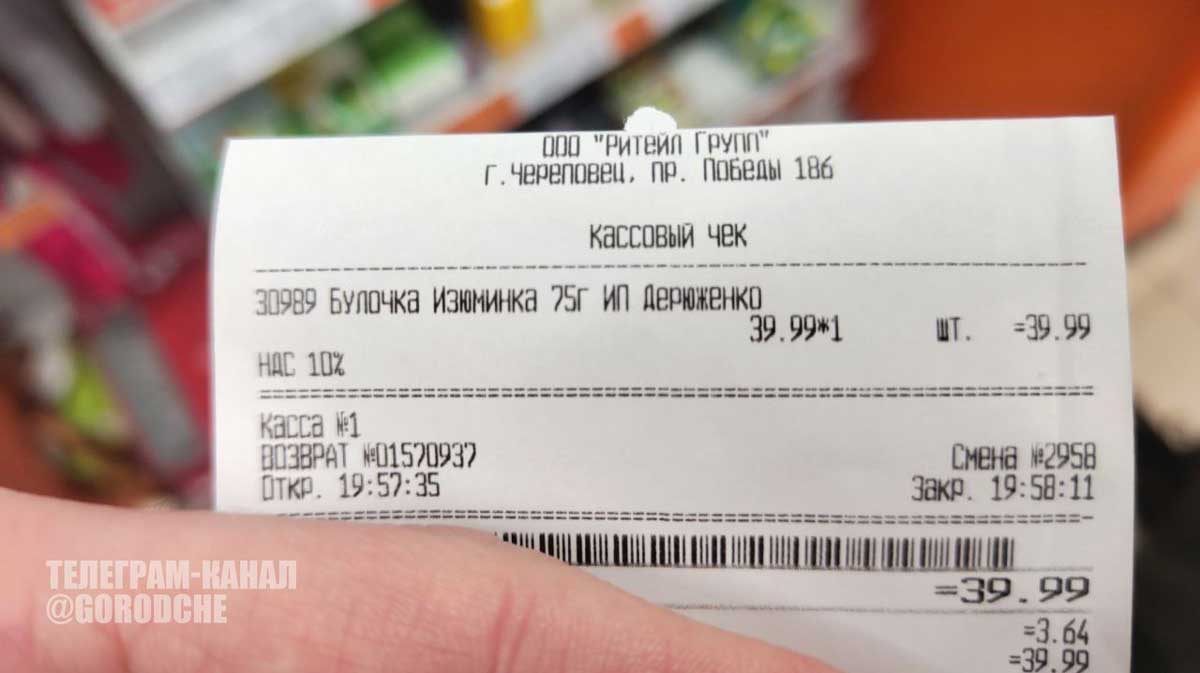 ООО "Ритейл Групп"
г.Череповец, пр. Победы 186
Кассовый чек
30989 Булочка Изюминка 75г ИП Дерюженко
39.99*1 шт. =39.99
НДС 10%
Касса №1
ВОЗВРАТ №01570937 Смена №2958
Откр. 19:57:35 Закр. 19:58:11
=39.99
=3.64
=39.99
ТЕЛЕГРАМ-КАНАЛ
@GORODCHE